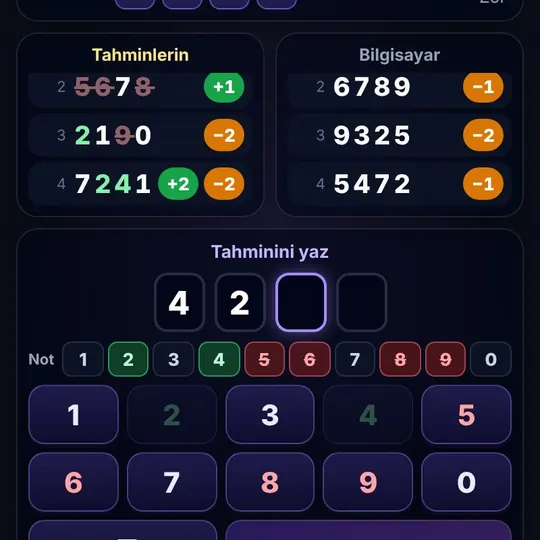 Tahminlerin
2 5678 +1
3 2190 −2
4 7241 +2 −2
Bilgisayar
2 6789 −1
3 9325 −2
4 5472 −1
Tahminini yaz
4 2
Not 1 2 3 4 5 6 7 8 9 0
1 2 3 4 5
6 7 8 9 0